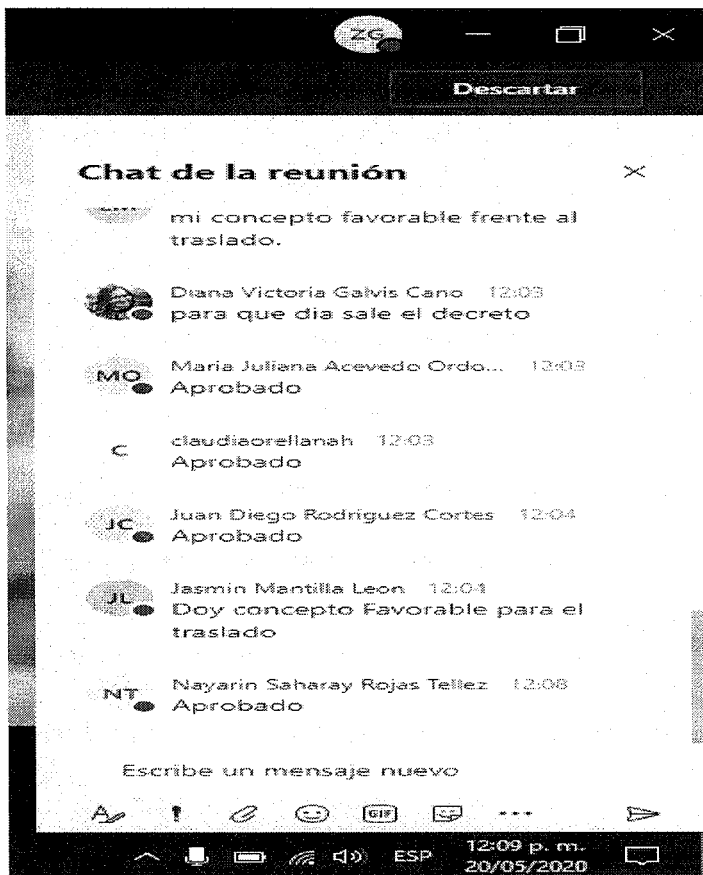 ZG
Descartar
Chat de la reunión
mi concepto favorable frente al
traslado.
Diana Victoria Galvis Cano 12:03
para que dia sale el decreto
MO
Maria Juliana Acevedo Ordo... 12:03
Aprobado
C
claudiaorellanah 12:03
Aprobado
JC
Juan Diego Rodriguez Cortes 12:04
Aprobado
JL
Jasmin Mantilla Leon 12:04
Doy concepto Favorable para el
traslado
NT
Nayarin Saharay Rojas Tellez 12:08
Aprobado
Escribe un mensaje nuevo
GIF
ESP
12:09 p. m.
20/05/2020